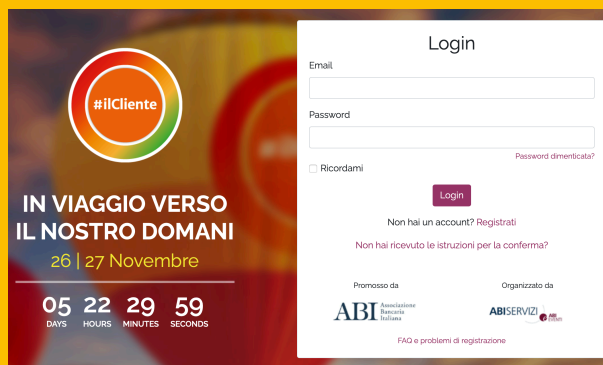 #ilCliente
IN VIAGGIO VERSO
IL NOSTRO DOMANI
26 | 27 Novembre
05 22 29 59
DAYS HOURS MINUTES SECONDS
Login
Email
Password
Password dimenticata?
Ricordami
Login
Non hai un account? Registrati
Non hai ricevuto le istruzioni per la conferma?
Promosso da
Organizzato da
ABI Associazione
Bancaria
Italiana
ABISERVIZI
ABI
FAQ e problemi di registrazione